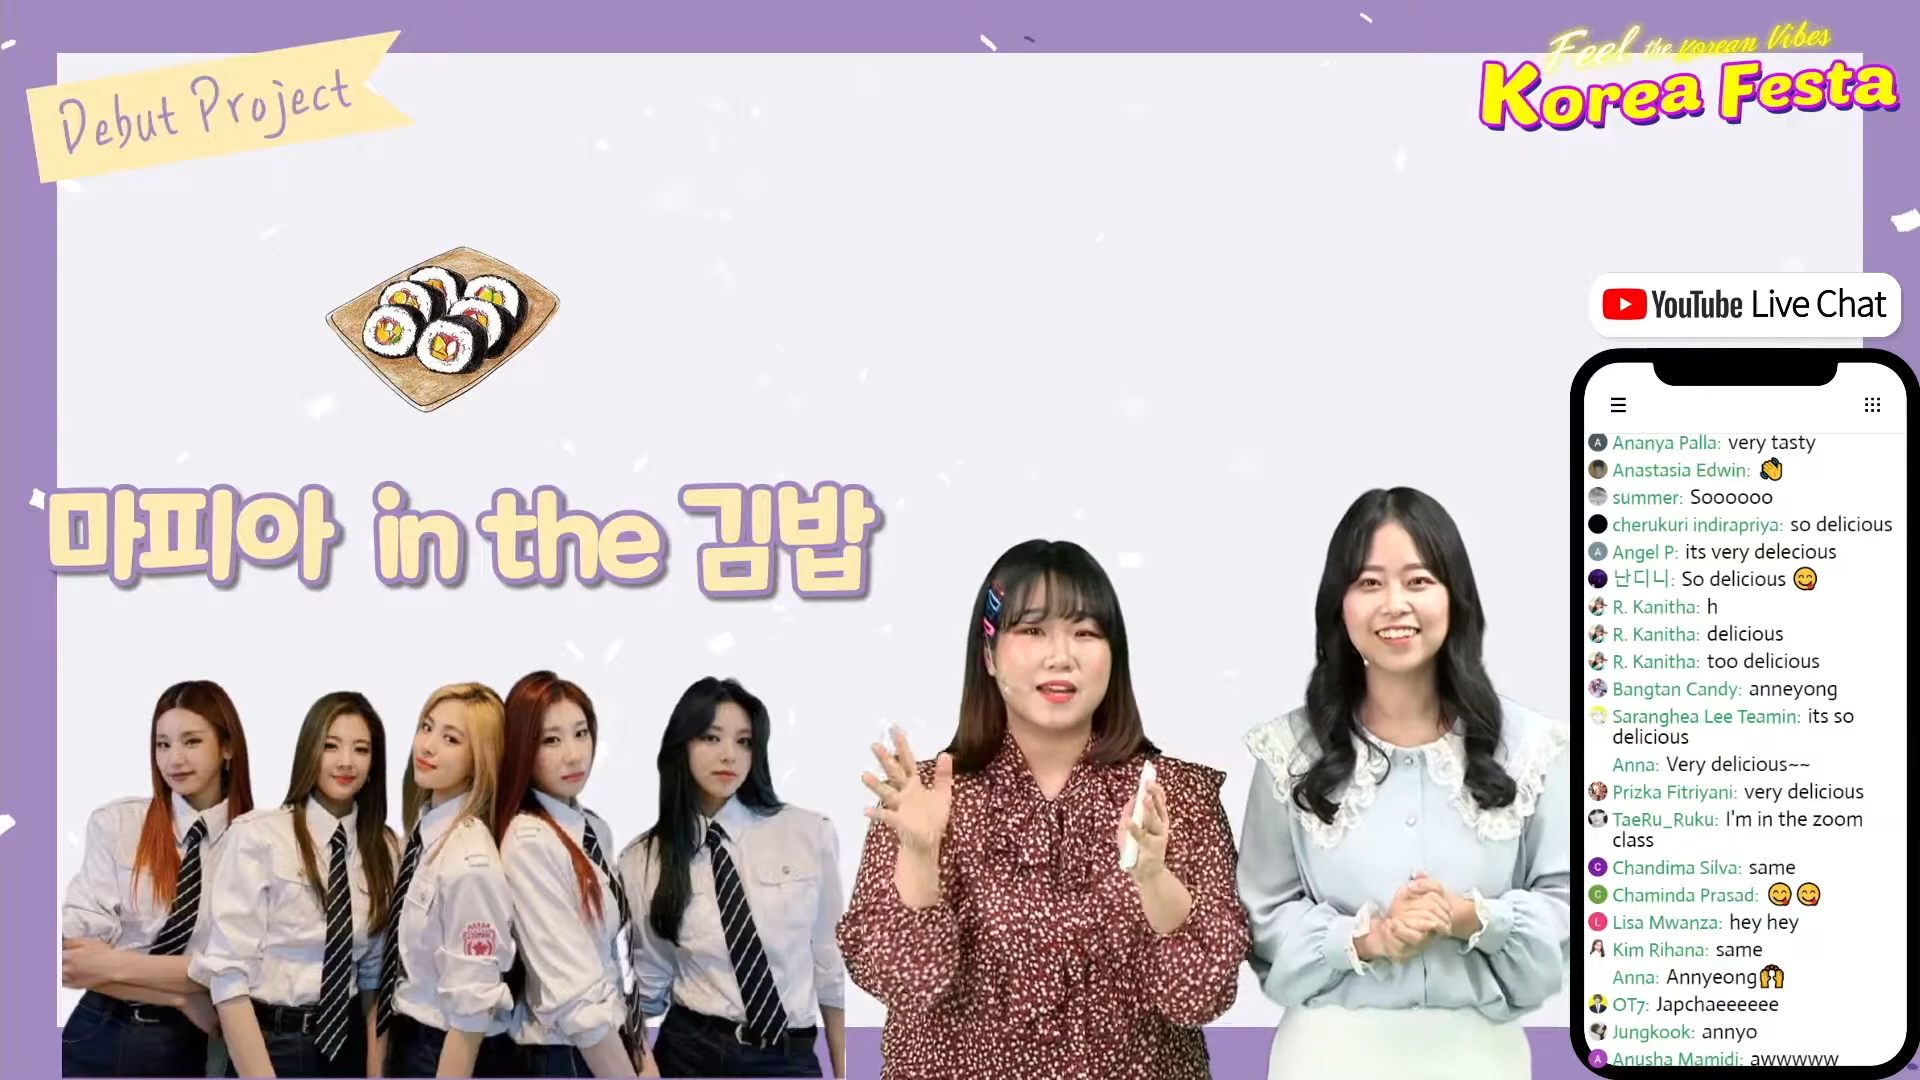 Debut Project
Feel the Korean Vibes
Korea Festa
마피아 in the 김밥
YouTube Live Chat
A Ananya Palla: very tasty
Anastasia Edwin: 👏
summer: Soooooo
cherukuri indirapriya: so delicious
A Angel P: its very delecious
난디니: So delicious 😋
R. Kanitha: h
R. Kanitha: delicious
R. Kanitha: too delicious
Bangtan Candy: anneyong
Saranghea Lee Teamin: its so
delicious
Anna: Very delicious~~
Prizka Fitriyani: very delicious
TaeRu_Ruku: I'm in the zoom
class
C Chandima Silva: same
C Chaminda Prasad: 😋😋
L Lisa Mwanza: hey hey
Kim Rihana: same
Anna: Annyeong🙌
OT7: Japchaeeeeee
Jungkook: annyo
A Anusha Mamidi: awwwww